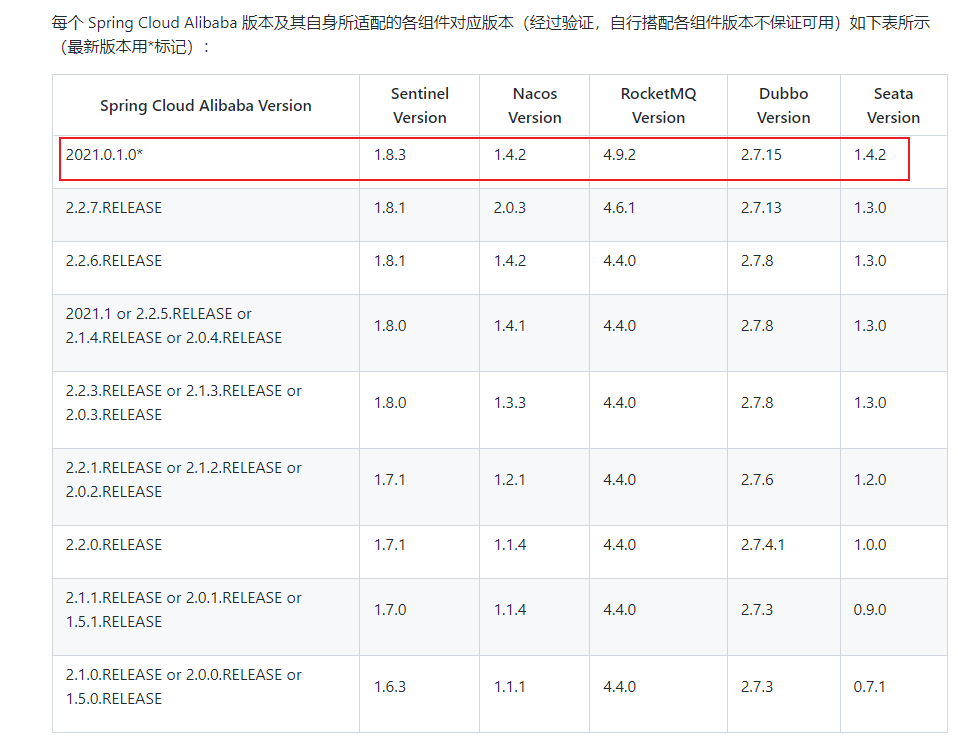 每个 Spring Cloud Alibaba 版本及其自身所适配的各组件对应版本（经过验证，自行搭配各组件版本不保证可用）如下表所示
（最新版本用*标记）：
Spring Cloud Alibaba Version Sentinel Version Nacos Version RocketMQ Version Dubbo Version Seata Version
2021.0.1.0* 1.8.3 1.4.2 4.9.2 2.7.15 1.4.2
2.2.7.RELEASE 1.8.1 2.0.3 4.6.1 2.7.13 1.3.0
2.2.6.RELEASE 1.8.1 1.4.2 4.4.0 2.7.8 1.3.0
2021.1 or 2.2.5.RELEASE or
2.1.4.RELEASE or 2.0.4.RELEASE 1.8.0 1.4.1 4.4.0 2.7.8 1.3.0
2.2.3.RELEASE or 2.1.3.RELEASE or
2.0.3.RELEASE 1.8.0 1.3.3 4.4.0 2.7.8 1.3.0
2.2.1.RELEASE or 2.1.2.RELEASE or
2.0.2.RELEASE 1.7.1 1.2.1 4.4.0 2.7.6 1.2.0
2.2.0.RELEASE 1.7.1 1.1.4 4.4.0 2.7.4.1 1.0.0
2.1.1.RELEASE or 2.0.1.RELEASE or
1.5.1.RELEASE 1.7.0 1.1.4 4.4.0 2.7.3 0.9.0
2.1.0.RELEASE or 2.0.0.RELEASE or
1.5.0.RELEASE 1.6.3 1.1.1 4.4.0 2.7.3 0.7.1